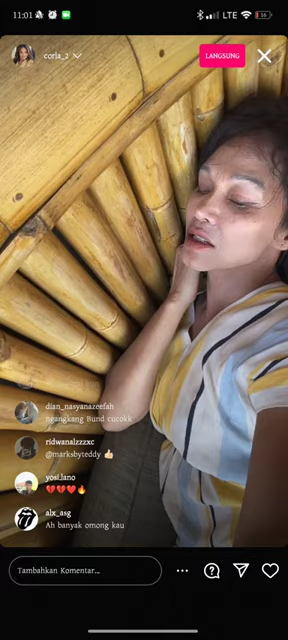 11:01
LTE
16
corla_2
LANGSUNG
dian_nasyanazeefah
ngangkang Bund cucokk
ridwanalzzzxc
@marksbyteddy 👍🏻
yosi.lano
💔💔💔🔥
alx_asg
Ah banyak omong kau
Tambahkan Komentar...